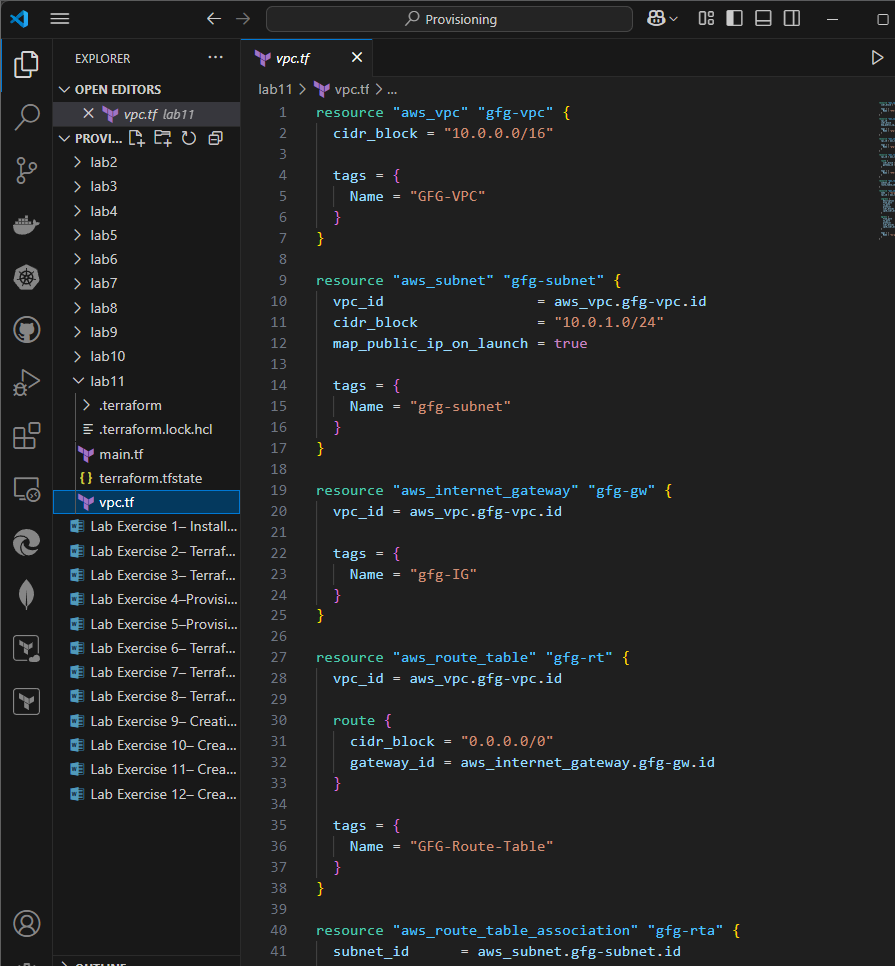 Provisioning
EXPLORER
OPEN EDITORS
vpc.tf lab11
PROVI...
lab2
lab3
lab4
lab5
lab6
lab7
lab8
lab9
lab10
lab11
.terraform
.terraform.lock.hcl
main.tf
{} terraform.tfstate
vpc.tf
Lab Exercise 1– Install...
Lab Exercise 2– Terraf...
Lab Exercise 3– Terraf...
Lab Exercise 4–Provisi...
Lab Exercise 5–Provisi...
Lab Exercise 6– Terraf...
Lab Exercise 7– Terraf...
Lab Exercise 8– Terraf...
Lab Exercise 9– Creati...
Lab Exercise 10– Crea...
Lab Exercise 11– Crea...
Lab Exercise 12– Crea...
OUTLINE
vpc.tf
lab11 > vpc.tf > ...
1 resource "aws_vpc" "gfg-vpc" {
2 cidr_block = "10.0.0.0/16"
3
4 tags = {
5 Name = "GFG-VPC"
6 }
7 }
8
9 resource "aws_subnet" "gfg-subnet" {
10 vpc_id = aws_vpc.gfg-vpc.id
11 cidr_block = "10.0.1.0/24"
12 map_public_ip_on_launch = true
13
14 tags = {
15 Name = "gfg-subnet"
16 }
17 }
18
19 resource "aws_internet_gateway" "gfg-gw" {
20 vpc_id = aws_vpc.gfg-vpc.id
21
22 tags = {
23 Name = "gfg-IG"
24 }
25 }
26
27 resource "aws_route_table" "gfg-rt" {
28 vpc_id = aws_vpc.gfg-vpc.id
29
30 route {
31 cidr_block = "0.0.0.0/0"
32 gateway_id = aws_internet_gateway.gfg-gw.id
33 }
34
35 tags = {
36 Name = "GFG-Route-Table"
37 }
38 }
39
40 resource "aws_route_table_association" "gfg-rta" {
41 subnet_id = aws_subnet.gfg-subnet.id